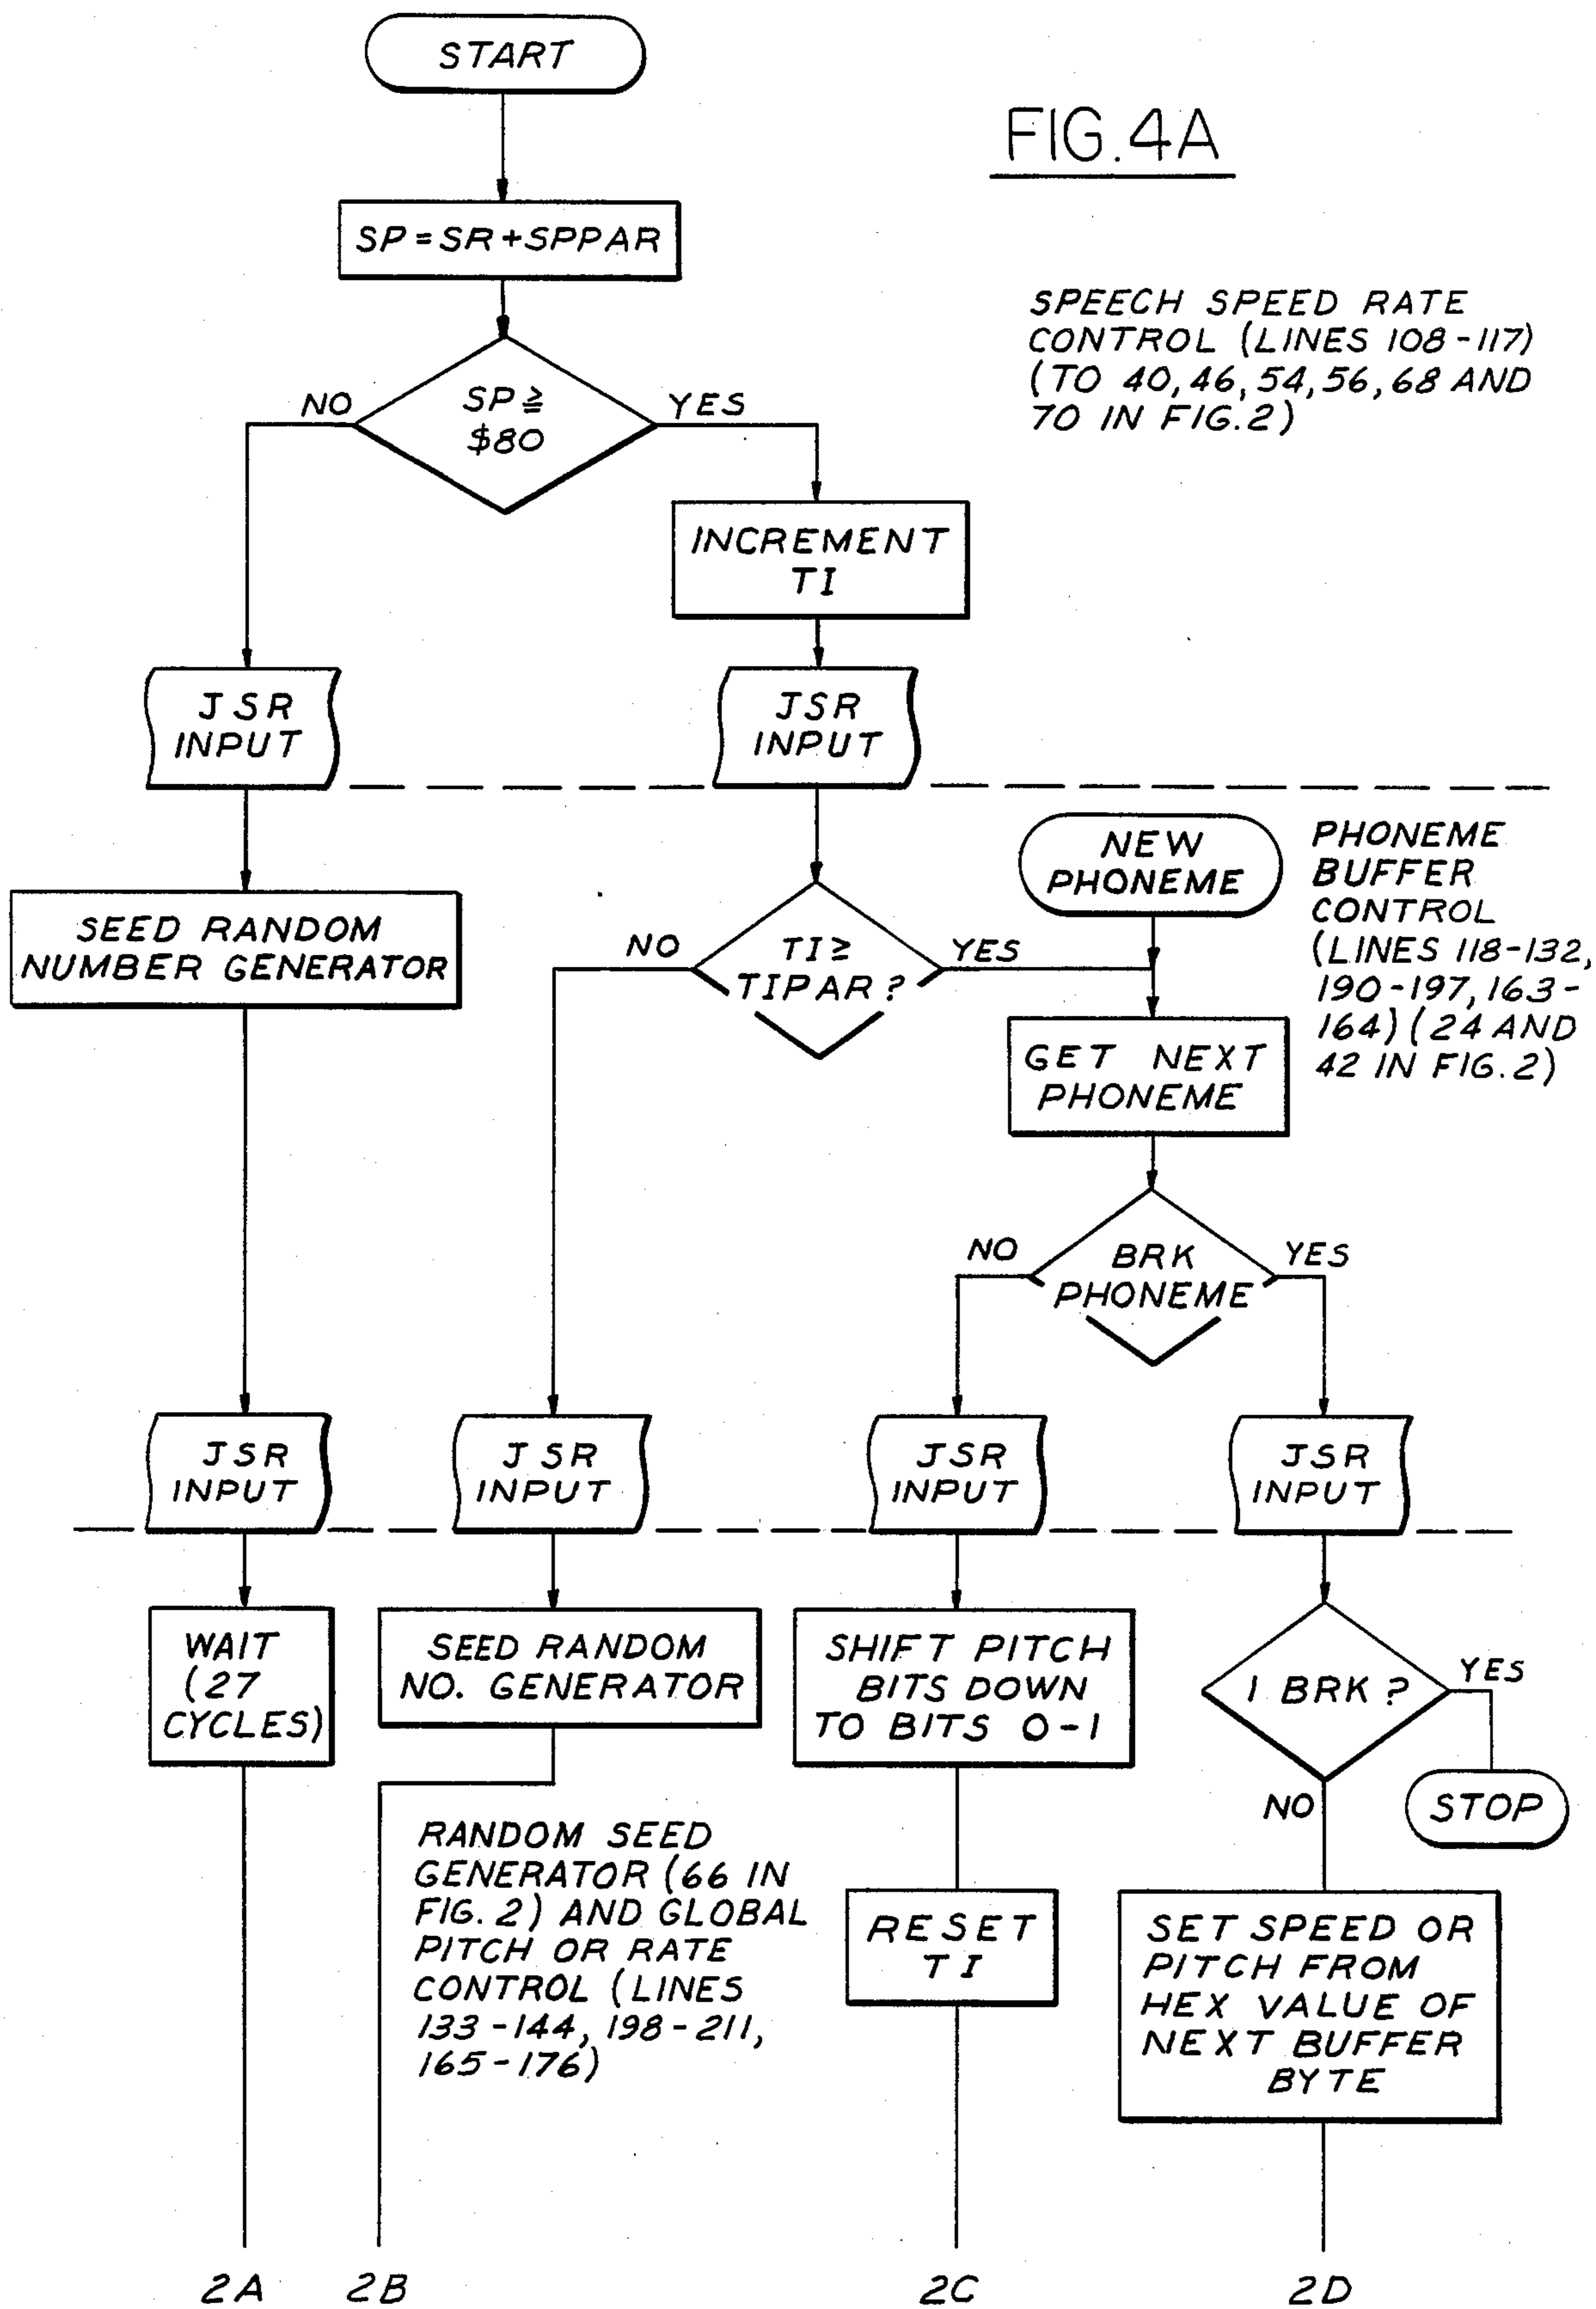 START
FIG.4A
SP=SR+SPPAR
SPEECH SPEED RATE
CONTROL (LINES 108-117)
(TO 40,46,54,56,68 AND
70 IN FIG.2)
NO
SP≧
$80
YES
INCREMENT
TI
JSR
INPUT
JSR
INPUT
NEW
PHONEME
PHONEME
BUFFER
CONTROL
(LINES 118-132,
190-197,163-
164) (24 AND
42 IN FIG.2)
SEED RANDOM
NUMBER GENERATOR
NO
TI≥
TIPAR?
YES
GET NEXT
PHONEME
NO
BRK
PHONEME
YES
JSR
INPUT
JSR
INPUT
JSR
INPUT
JSR
INPUT
WAIT
(27
CYCLES)
SEED RANDOM
NO. GENERATOR
SHIFT PITCH
BITS DOWN
TO BITS 0-1
1 BRK?
YES
STOP
NO
RANDOM SEED
GENERATOR (66 IN
FIG.2) AND GLOBAL
PITCH OR RATE
CONTROL (LINES
133-144, 198-211,
165-176)
RESET
TI
SET SPEED OR
PITCH FROM
HEX VALUE OF
NEXT BUFFER
BYTE
2A
2B
2C
2D